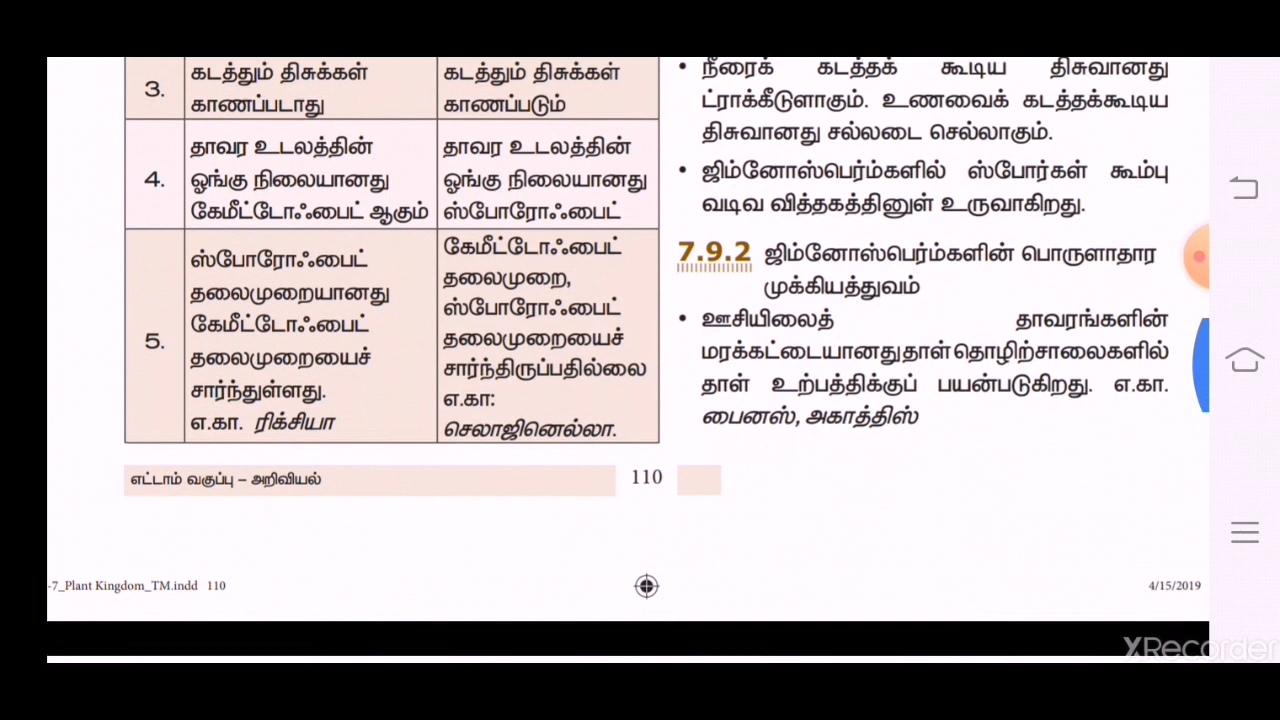 3.
கடத்தும் திசுக்கள்
காணப்படாது
கடத்தும் திசுக்கள்
காணப்படும்
4.
தாவர உடலத்தின்
ஓங்கு நிலையானது
கேமீட்டோஃபைட் ஆகும்
தாவர உடலத்தின்
ஓங்கு நிலையானது
ஸ்போரோஃபைட்
5.
ஸ்போரோஃபைட்
தலைமுறையானது
கேமீட்டோஃபைட்
தலைமுறையைச்
சார்ந்துள்ளது.
எ.கா. ரிக்சியா
கேமீட்டோஃபைட்
தலைமுறை,
ஸ்போரோஃபைட்
தலைமுறையைச்
சார்ந்திருப்பதில்லை
எ.கா:
செலாஜினெல்லா.
• நீரைக் கடத்தக் கூடிய திசுவானது
ட்ராக்கீடுளாகும். உணவைக் கடத்தக்கூடிய
திசுவானது சல்லடை செல்லாகும்.
• ஜிம்னோஸ்பெர்ம்களில் ஸ்போர்கள் கூம்பு
வடிவ வித்தகத்தினுள் உருவாகிறது.
7.9.2 ஜிம்னோஸ்பெர்ம்களின் பொருளாதார
முக்கியத்துவம்
• ஊசியிலைத் தாவரங்களின்
மரக்கட்டையானது தாள் தொழிற்சாலைகளில்
தாள் உற்பத்திக்குப் பயன்படுகிறது. எ.கா.
பைனஸ், அகாத்திஸ்
எட்டாம் வகுப்பு – அறிவியல்
110
-7_Plant Kingdom_TM.indd 110
4/15/2019
XRecorder